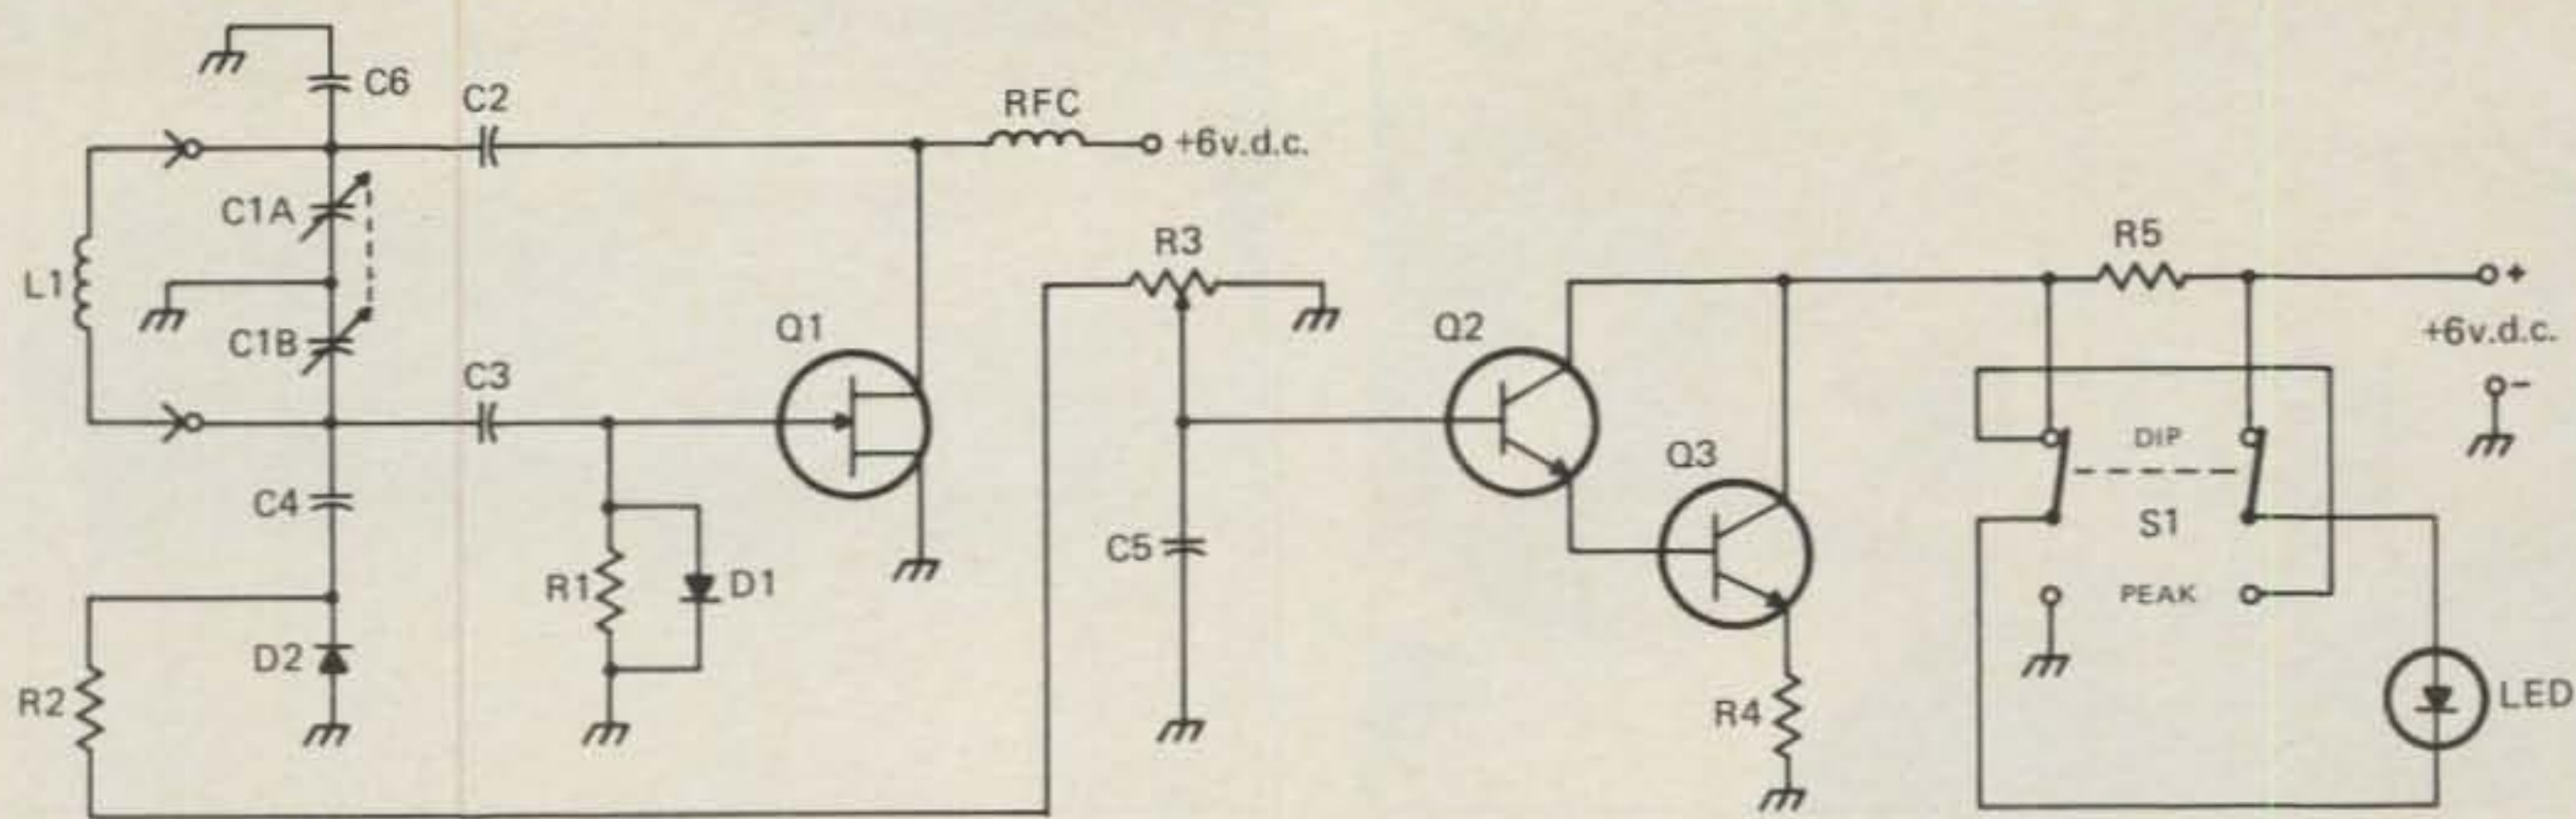 C6
C2
RFC
+6v.d.c.
C1A
L1
C1B
C3
Q1
R3
Q2
R5
+
+6v.d.c.
-
Q3
DIP
S1
PEAK
C4
C5
R1
D1
D2
R2
R4
LED